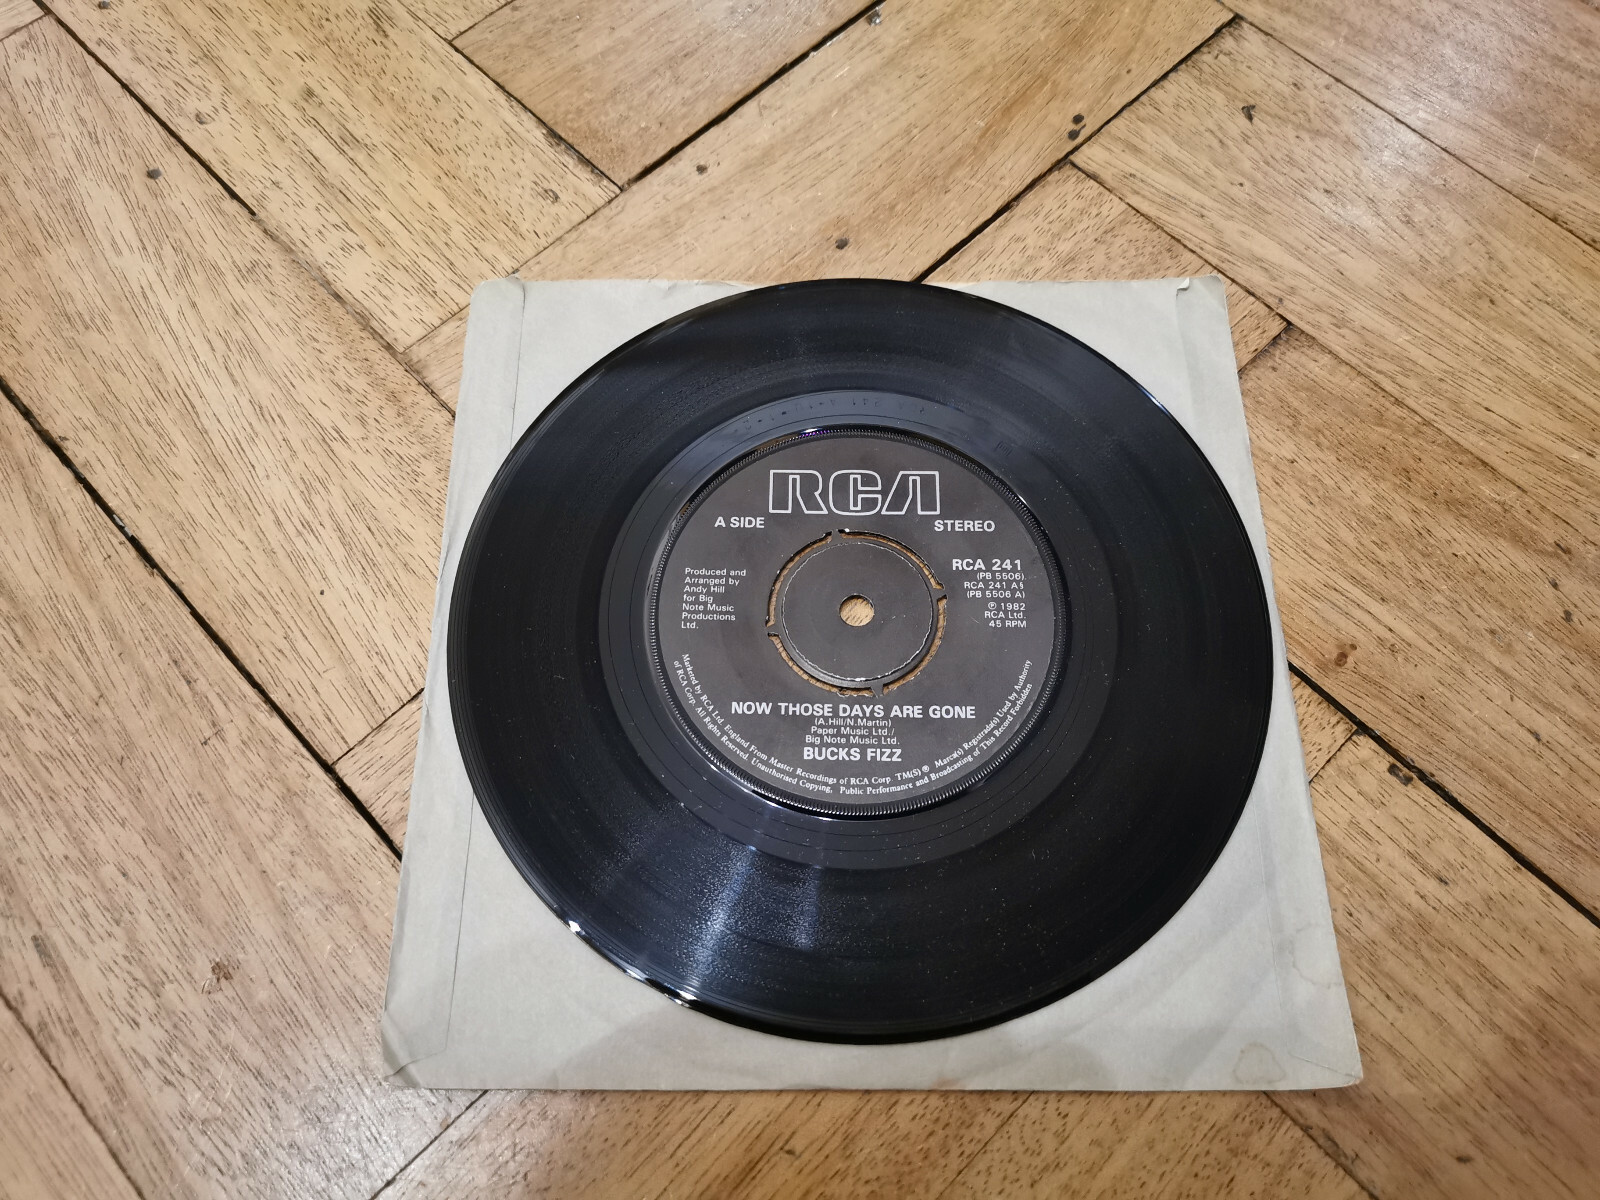 RCA
A SIDE
STEREO
Produced and
Arranged by
Andy Hill
for Big
Note Music
Productions
Ltd.
RCA 241
(PB 5506)
RCA 241 A§
(PB 5506 A)
℗ 1982
RCA Ltd.
45 RPM
NOW THOSE DAYS ARE GONE
(A.Hill/N.Martin)
Paper Music Ltd./
Big Note Music Ltd.
BUCKS FIZZ
Marketed by RCA Ltd. England From Master Recordings of RCA Corp. TM(S) ® Marca(s) Registrada(s) Used by Authority
of RCA Corp. All Rights Reserved. Unauthorised Copying, Public Performance and Broadcasting of This Record Forbidden